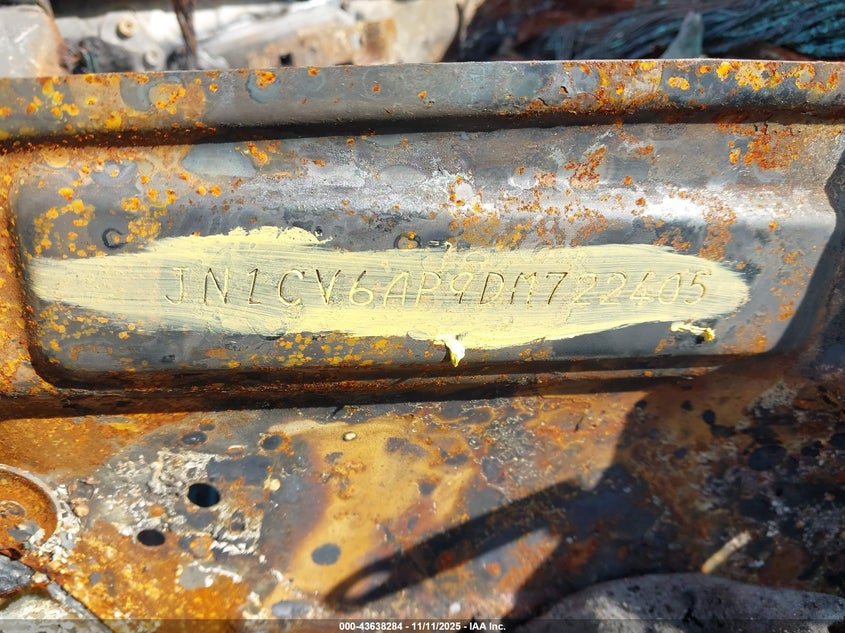 JN1CV6AP9DM722405
000-43638284 - 11/11/2025 - IAA Inc.